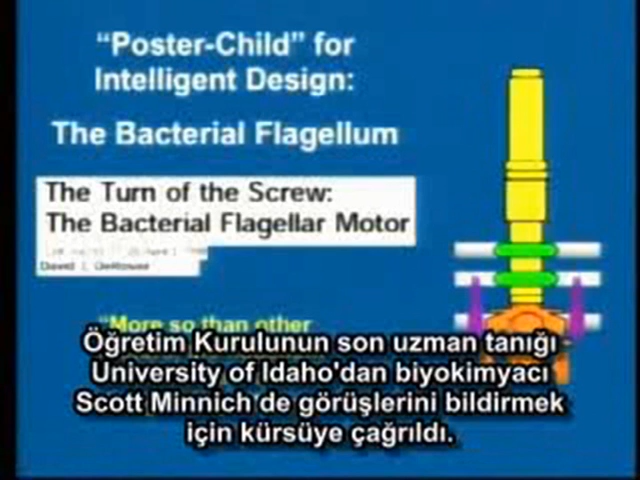 “Poster-Child” for
Intelligent Design:
The Bacterial Flagellum
The Turn of the Screw:
The Bacterial Flagellar Motor
David J. DeRosier
“More so than other
Öğretim Kurulunun son uzman tanığı
University of Idaho'dan biyokimyacı
Scott Minnich de görüşlerini bildirmek
için kürsüye çağrıldı.